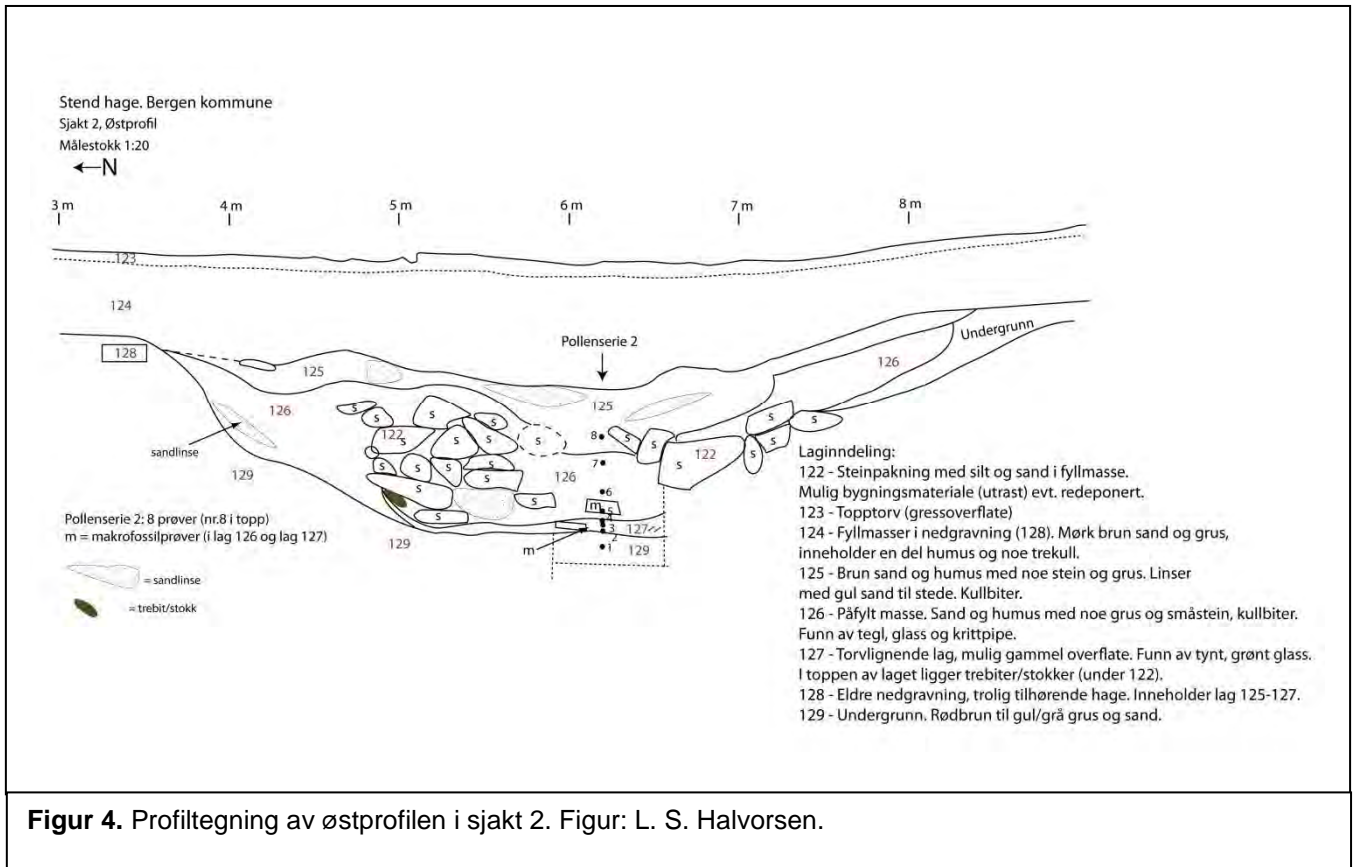 Stend hage. Bergen kommune
Sjakt 2, Østprofil
Målestokk 1:20
←N
3 m 4 m 5 m 6 m 7 m 8 m
123
124
128
Pollenserie 2
Undergrunn
125
126
125
126
sandlinse
122
s s s s s s s s s s s s s s s s s s s s s
8
7
126
6
m
5
4
3
2
1
127
129
m
122
129
129
Pollenserie 2: 8 prøver (nr.8 i topp)
m = makrofossilprøver (i lag 126 og lag 127)
= sandlinse
= trebit/stokk
Laginndeling:
122 - Steinpakning med silt og sand i fyllmasse.
Mulig bygningsmateriale (utrast) evt. redeponert.
123 - Topptorv (gressoverflate)
124 - Fyllmasser i nedgravning (128). Mørk brun sand og grus,
inneholder en del humus og noe trekull.
125 - Brun sand og humus med noe stein og grus. Linser
med gul sand til stede. Kullbiter.
126 - Påfylt masse. Sand og humus med noe grus og småstein, kullbiter.
Funn av tegl, glass og krittpipe.
127 - Torvlignende lag, mulig gammel overflate. Funn av tynt, grønt glass.
I toppen av laget ligger trebiter/stokker (under 122).
128 - Eldre nedgravning, trolig tilhørende hage. Inneholder lag 125-127.
129 - Undergrunn. Rødbrun til gul/grå grus og sand.
Figur 4. Profiltegning av østprofilen i sjakt 2. Figur: L. S. Halvorsen.